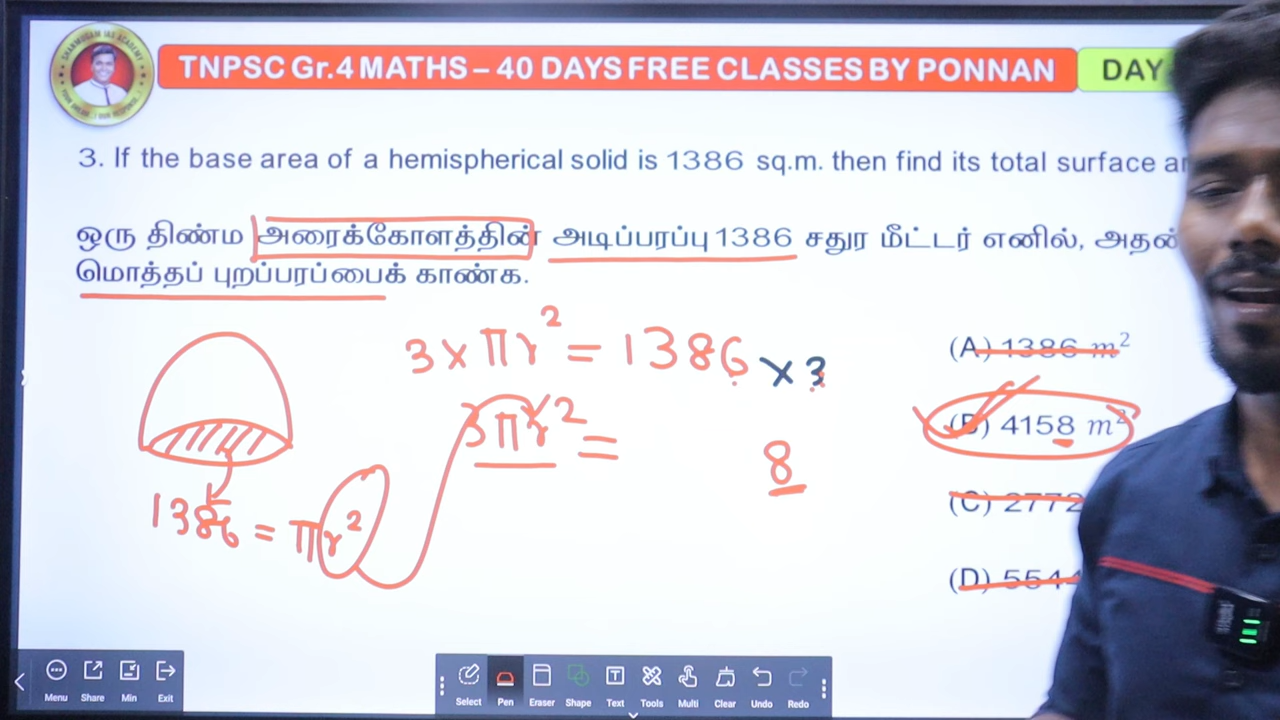 SHANMUGAM IAS ACADEMY
TNPSC Gr.4 MATHS – 40 DAYS FREE CLASSES BY PONNAN
DAY
3. If the base area of a hemispherical solid is 1386 sq.m. then find its total surface
ஒரு திண்ம அரைக்கோளத்தின் அடிப்பரப்பு 1386 சதுர மீட்டர் எனில், அதன்
மொத்தப் புறப்பரப்பைக் காண்க.
3 × πr² = 1386 × 3
(A) 1386 m²
3πr² =
(B) 4158 m²
8
1386 = πr²
(C) 2772
(D) 5544
Menu Share Min Exit
Select Pen Eraser Shape Text Tools Multi Clear Undo Redo